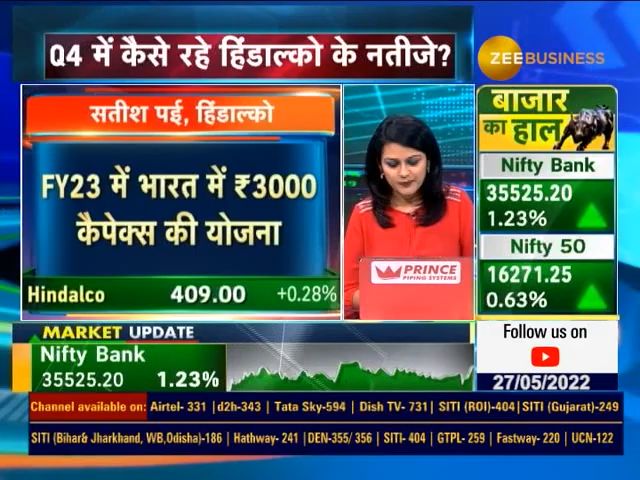 Q4 में कैसे रहे हिंडाल्को के नतीजे?
ZEEBUSINESS
सतीश पई, हिंडाल्को
FY23 में भारत में ₹3000
कैपेक्स की योजना
Hindalco 409.00 +0.28%
PRINCE
PIPING SYSTEMS
बाजार
का हाल
Nifty Bank
35525.20
1.23%
Nifty 50
16271.25
0.63%
MARKET UPDATE
Nifty Bank
35525.20 1.23%
Follow us on
27/05/2022
Channel available on: Airtel- 331 |d2h-343 | Tata Sky-594 | Dish TV- 731| SITI (ROI)-404|SITI (Gujarat)-249
SITI (Bihar& Jharkhand, WB,Odisha)-186 | Hathway- 241 |DEN-355/ 356 | SITI- 404 | GTPL- 259 | Fastway- 220 | UCN-122